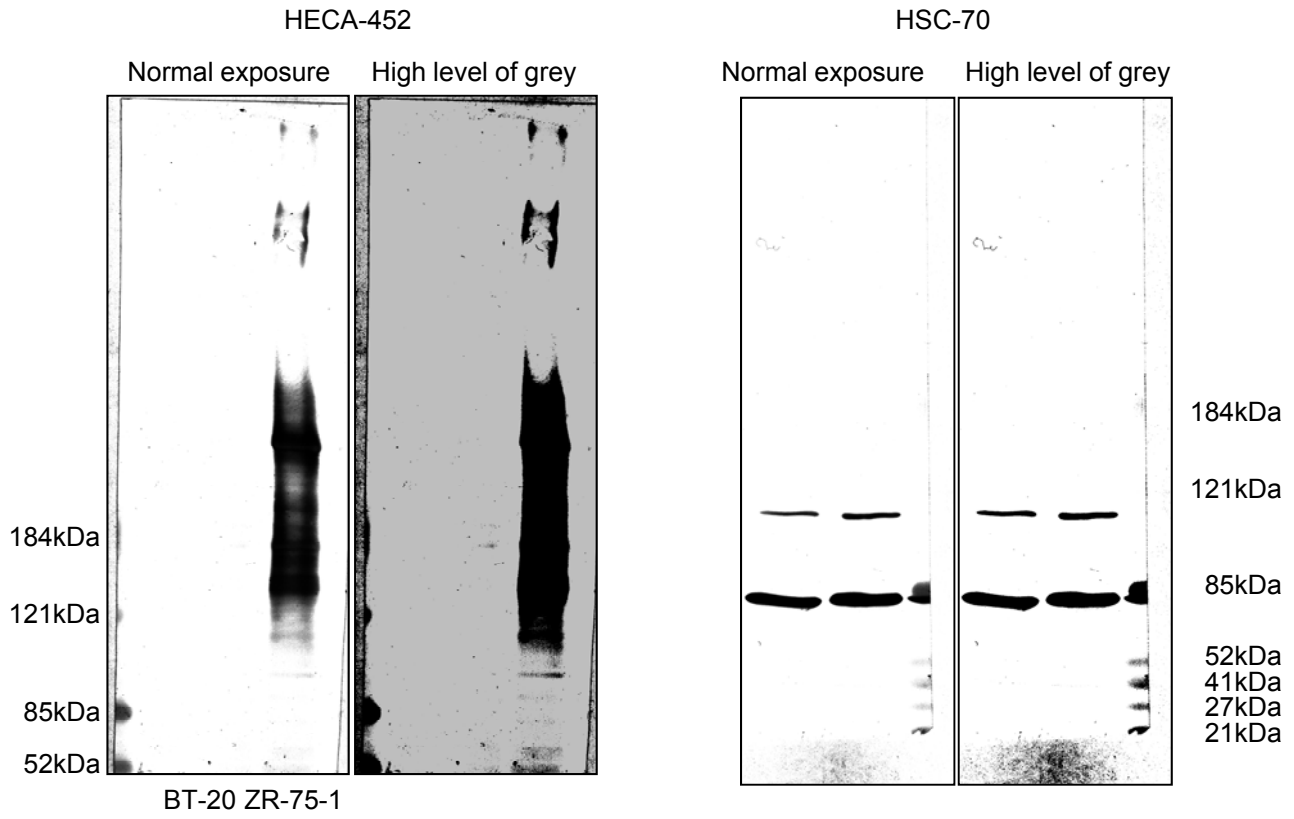 HECA-452
HSC-70
Normal exposure
High level of grey
Normal exposure
High level of grey
184kDa
121kDa
85kDa
52kDa
BT-20 ZR-75-1
184kDa
121kDa
85kDa
52kDa
41kDa
27kDa
21kDa